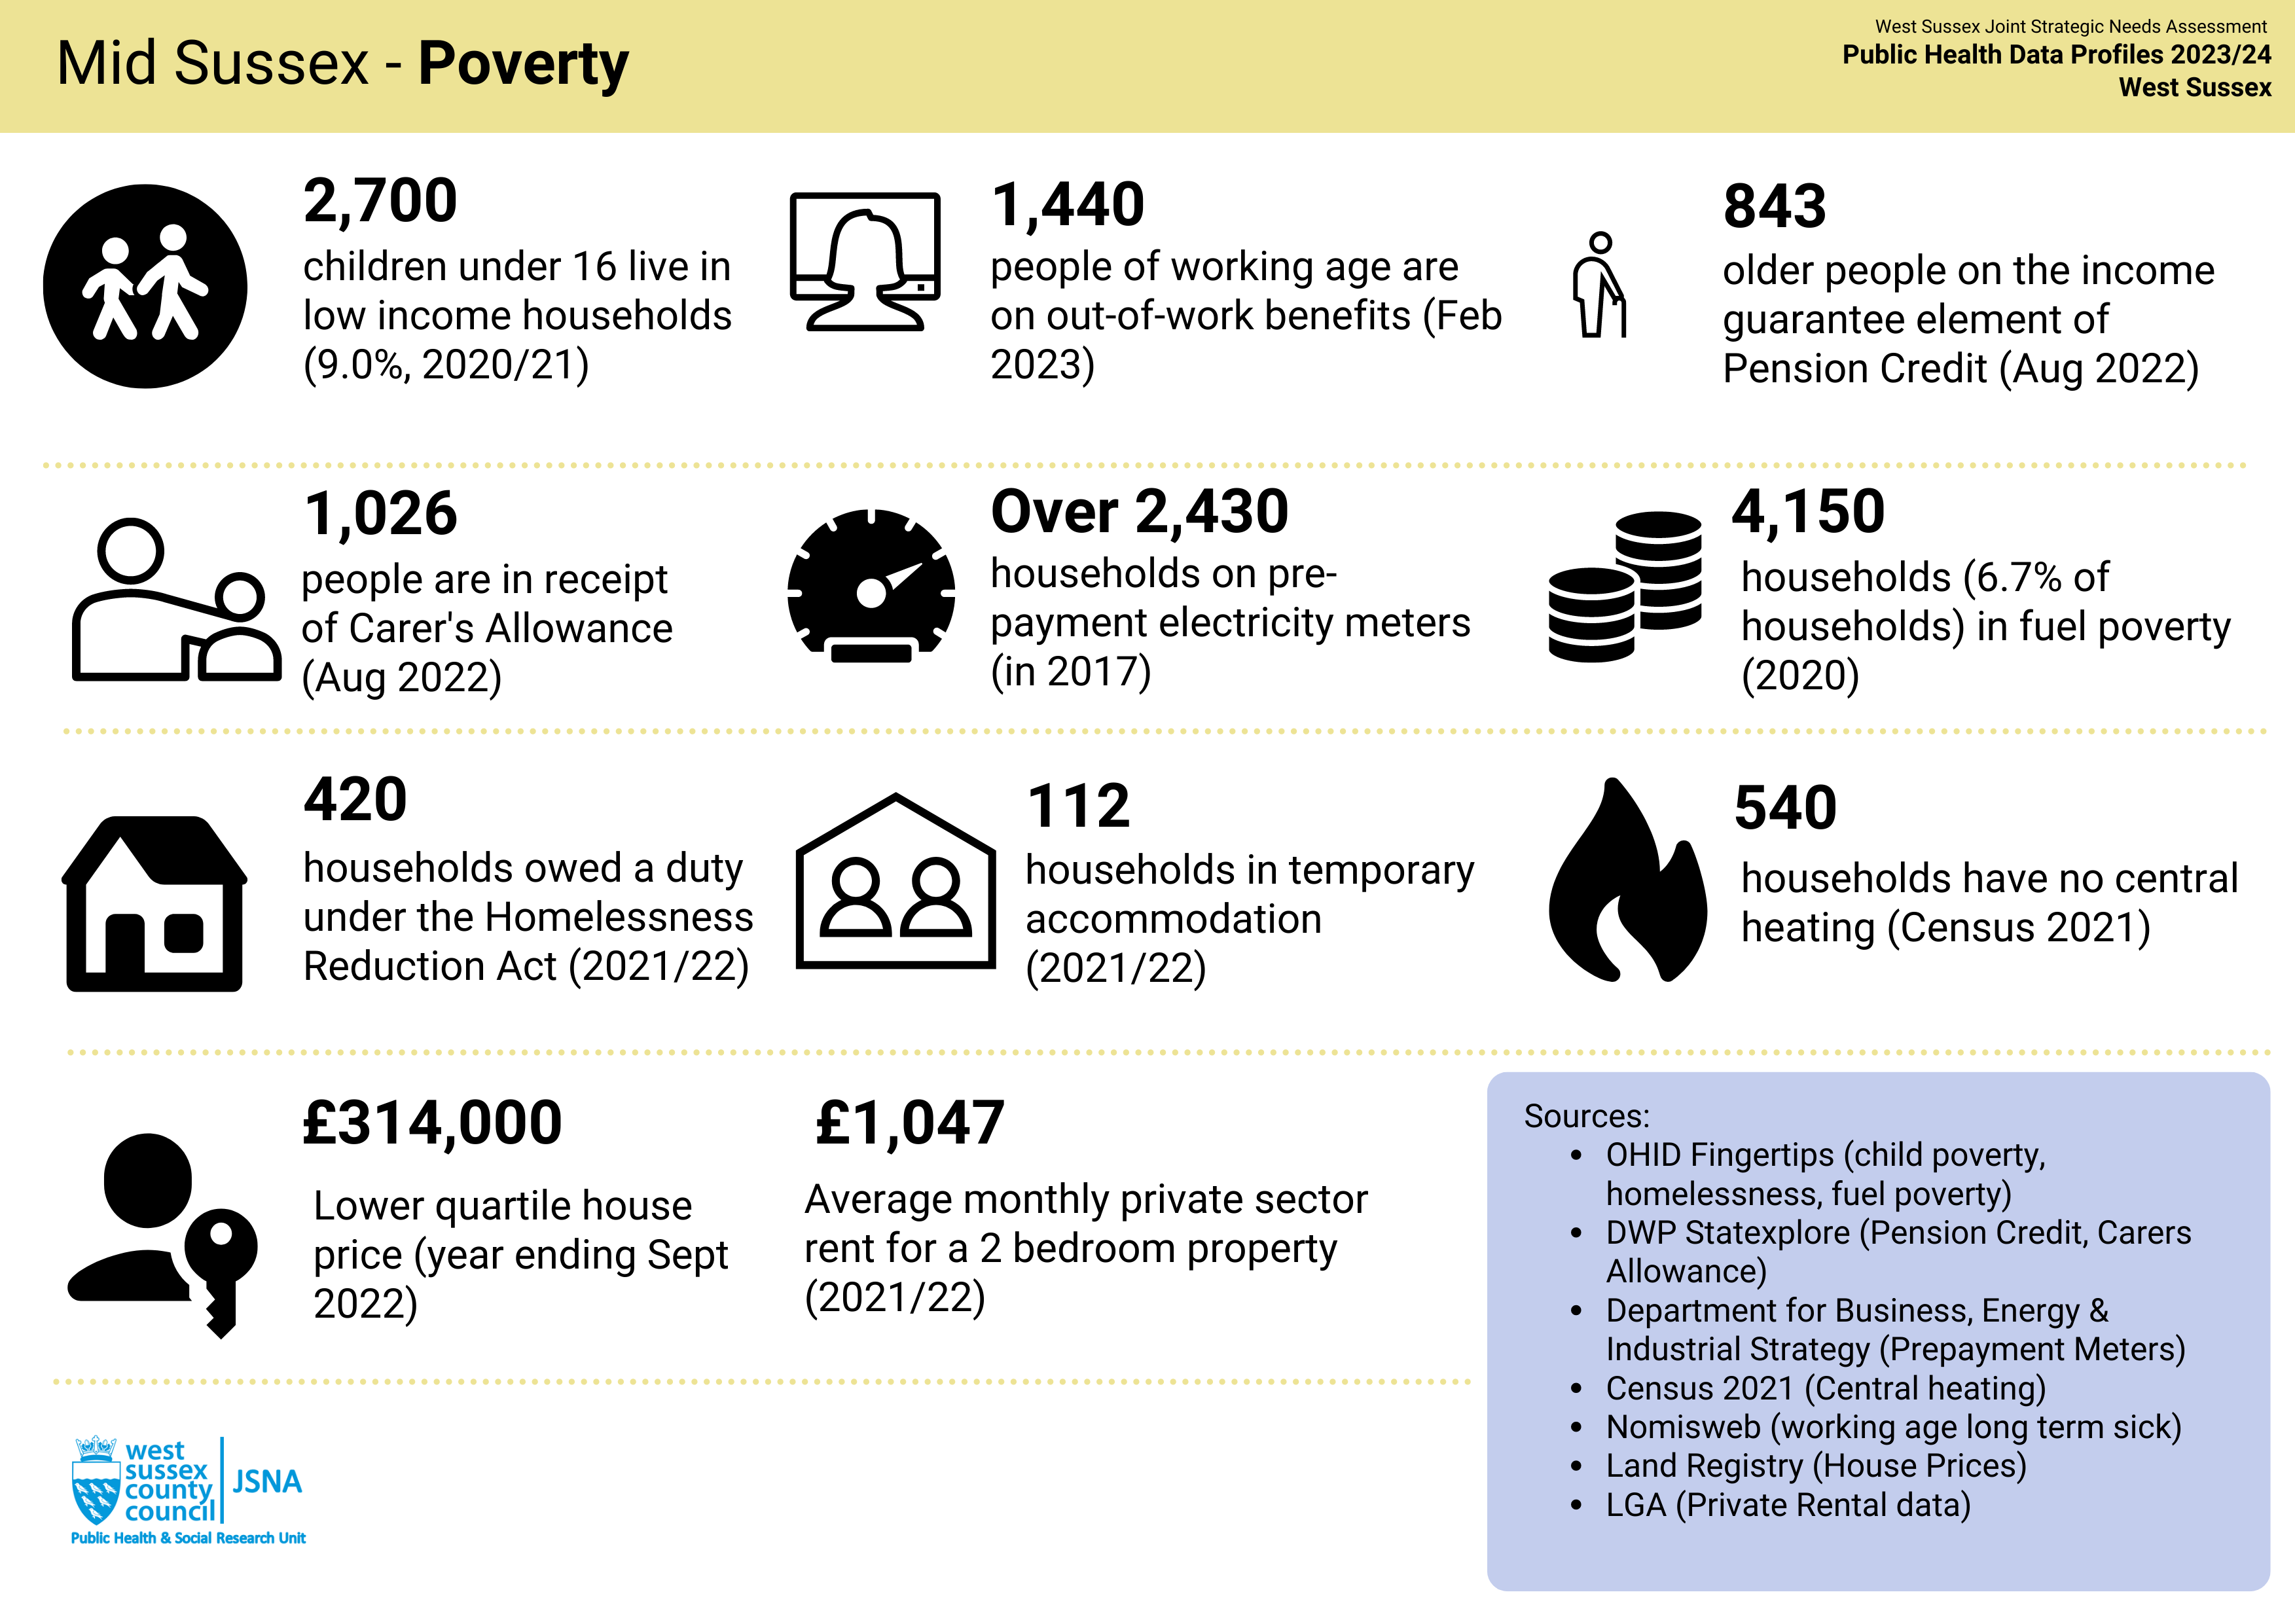 Mid Sussex - Poverty
West Sussex Joint Strategic Needs Assessment
Public Health Data Profiles 2023/24
West Sussex
2,700
children under 16 live in
low income households
(9.0%, 2020/21)
1,440
people of working age are
on out-of-work benefits (Feb
2023)
843
older people on the income
guarantee element of
Pension Credit (Aug 2022)
1,026
people are in receipt
of Carer's Allowance
(Aug 2022)
Over 2,430
households on pre-
payment electricity meters
(in 2017)
4,150
households (6.7% of
households) in fuel poverty
(2020)
420
households owed a duty
under the Homelessness
Reduction Act (2021/22)
112
households in temporary
accommodation
(2021/22)
540
households have no central
heating (Census 2021)
£314,000
Lower quartile house
price (year ending Sept
2022)
£1,047
Average monthly private sector
rent for a 2 bedroom property
(2021/22)
Sources:
• OHID Fingertips (child poverty,
homelessness, fuel poverty)
• DWP Statexplore (Pension Credit, Carers
Allowance)
• Department for Business, Energy &
Industrial Strategy (Prepayment Meters)
• Census 2021 (Central heating)
• Nomisweb (working age long term sick)
• Land Registry (House Prices)
• LGA (Private Rental data)
west
sussex
county
council
JSNA
Public Health & Social Research Unit